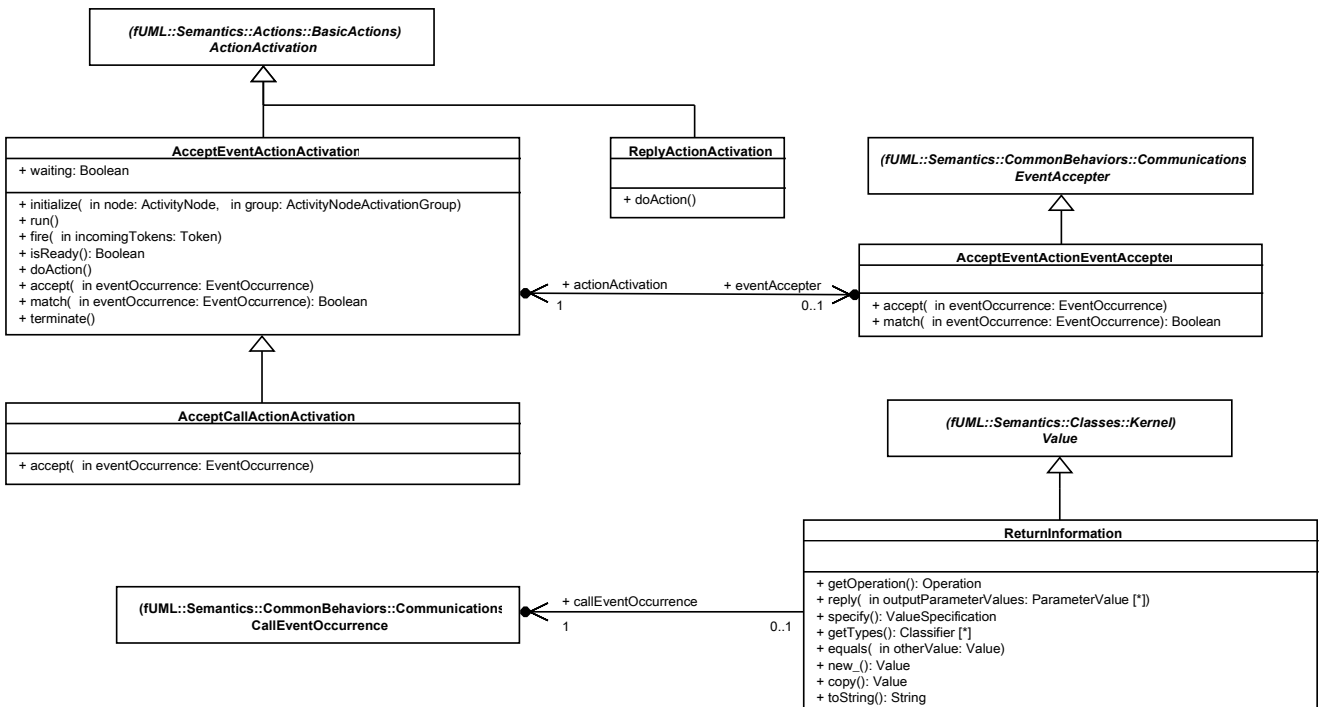 (fUML::Semantics::Actions::BasicActions)
ActionActivation
AcceptEventActionActivation
+ waiting: Boolean
+ initialize( in node: ActivityNode, in group: ActivityNodeActivationGroup)
+ run()
+ fire( in incomingTokens: Token)
+ isReady(): Boolean
+ doAction()
+ accept( in eventOccurrence: EventOccurrence)
+ match( in eventOccurrence: EventOccurrence): Boolean
+ terminate()
ReplyActionActivation
+ doAction()
(fUML::Semantics::CommonBehaviors::Communications
EventAccepter
AcceptEventActionEventAccepter
+ accept( in eventOccurrence: EventOccurrence)
+ match( in eventOccurrence: EventOccurrence): Boolean
+ actionActivation
+ eventAccepter
1
0..1
AcceptCallActionActivation
+ accept( in eventOccurrence: EventOccurrence)
(fUML::Semantics::Classes::Kernel)
Value
ReturnInformation
+ getOperation(): Operation
+ reply( in outputParameterValues: ParameterValue [*])
+ specify(): ValueSpecification
+ getTypes(): Classifier [*]
+ equals( in otherValue: Value)
+ new_(): Value
+ copy(): Value
+ toString(): String
(fUML::Semantics::CommonBehaviors::Communications
CallEventOccurrence
+ callEventOccurrence
1
0..1